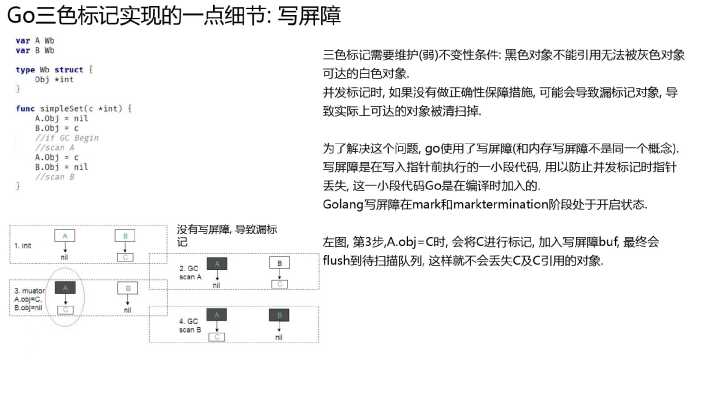 Go三色标记实现的一点细节: 写屏障
var A Wb
var B Wb
type Wb struct {
Obj *int
}
func simpleSet(c *int) {
A.Obj = nil
B.Obj = c
//if GC Begin
//scan A
A.Obj = c
B.Obj = nil
//scan B
}
三色标记需要维护(弱)不变性条件: 黑色对象不能引用无法被灰色对象
可达的白色对象.
并发标记时, 如果没有做正确性保障措施, 可能会导致漏标记对象, 导
致实际上可达的对象被清扫掉.
为了解决这个问题, go使用了写屏障(和内存写屏障不是同一个概念).
写屏障是在写入指针前执行的一小段代码, 用以防止并发标记时指针
丢失, 这一小段代码Go是在编译时加入的.
Golang写屏障在mark和marktermination阶段处于开启状态.
左图, 第3步,A.obj=C时, 会将C进行标记, 加入写屏障buf, 最终会
flush到待扫描队列, 这样就不会丢失C及C引用的对象.
没有写屏障, 导致漏标
记
1. init
A
B
nil
C
2. GC
scan A
A
B
nil
C
3. muator
A.obj=C,
B.obj=nil
A
B
C
nil
4. GC
scan B
A
B
C
nil